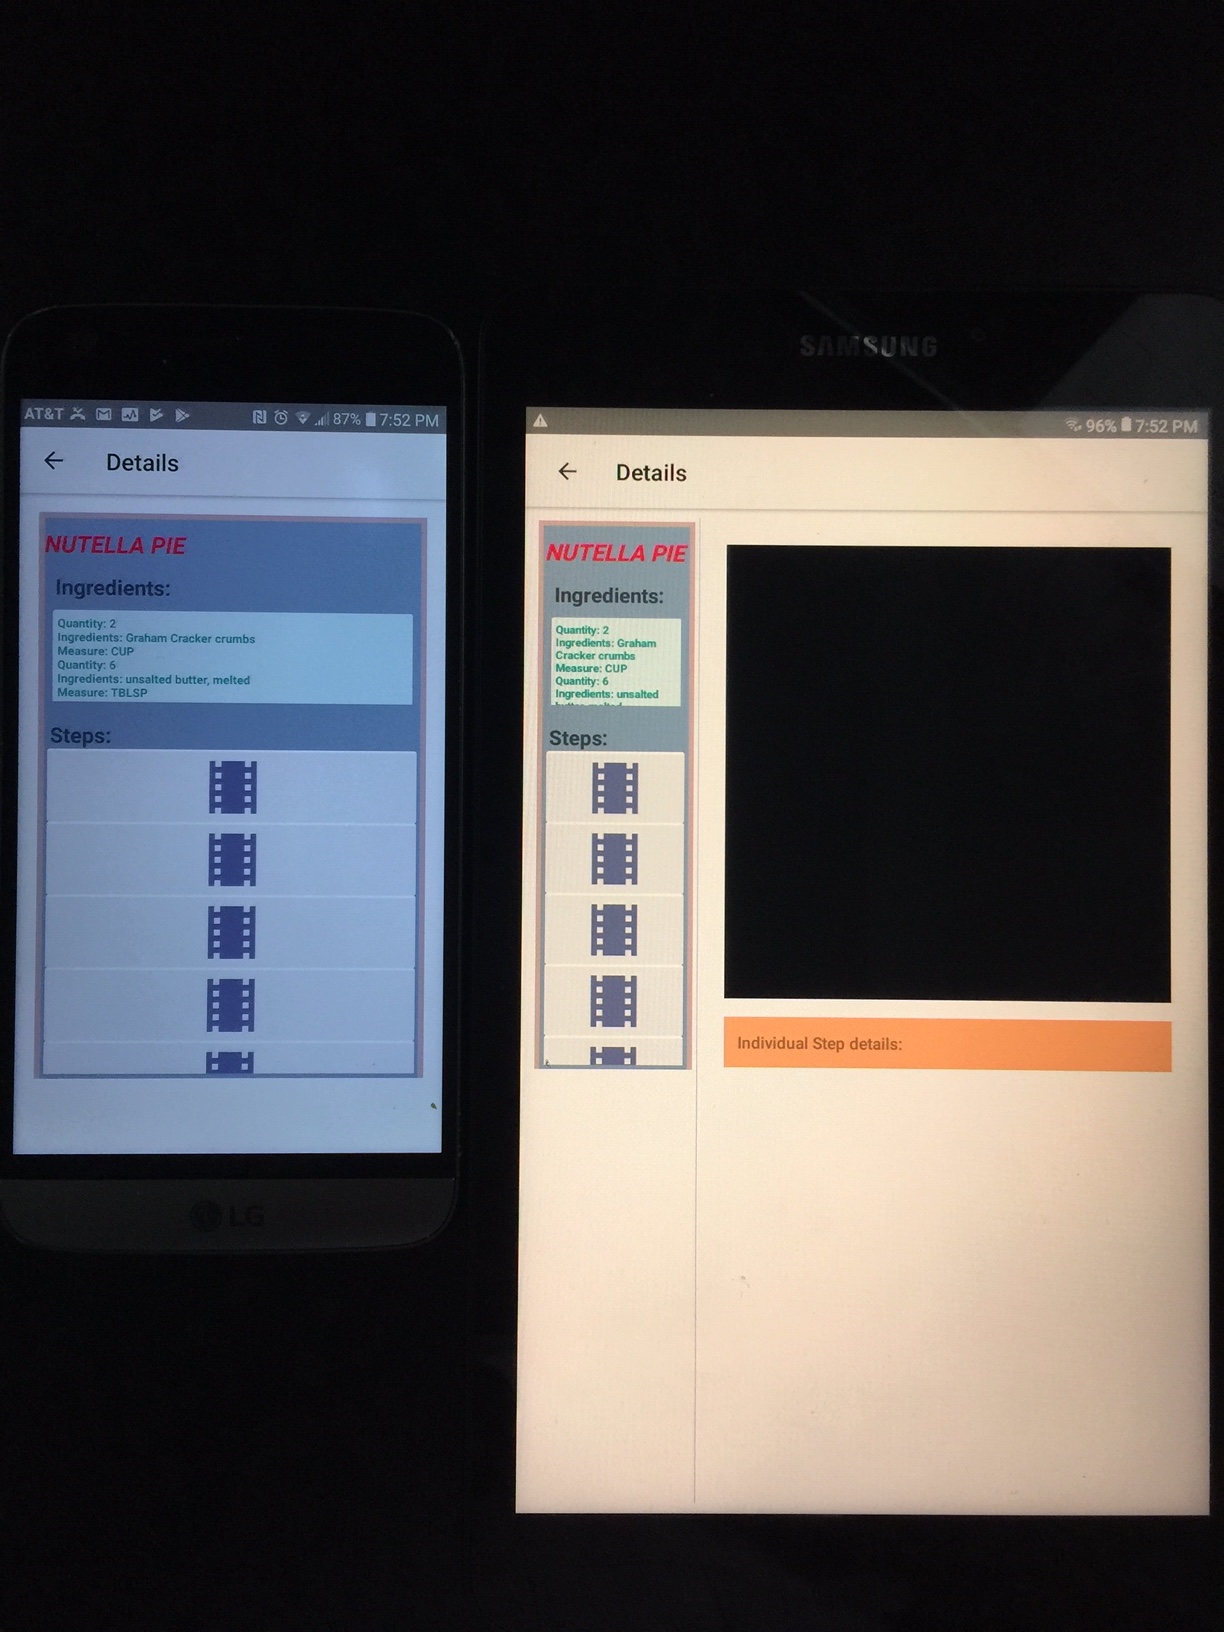 AT&T 87% 7:52 PM
Details
NUTELLA PIE
Ingredients:
Quantity: 2
Ingredients: Graham Cracker crumbs
Measure: CUP
Quantity: 6
Ingredients: unsalted butter, melted
Measure: TBLSP
Steps:
LG
SAMSUNG
96% 7:52 PM
Details
NUTELLA PIE
Ingredients:
Quantity: 2
Ingredients: Graham
Cracker crumbs
Measure: CUP
Quantity: 6
Ingredients: unsalted
Steps:
Individual Step details: